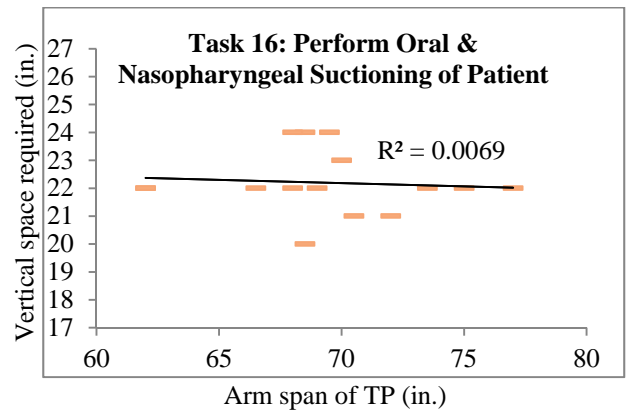 Task 16: Perform Oral &
Nasopharyngeal Suctioning of Patient
Vertical space required (in.)
27
26
25
24
23
22
21
20
19
18
17
R² = 0.0069
60 65 70 75 80
Arm span of TP (in.)